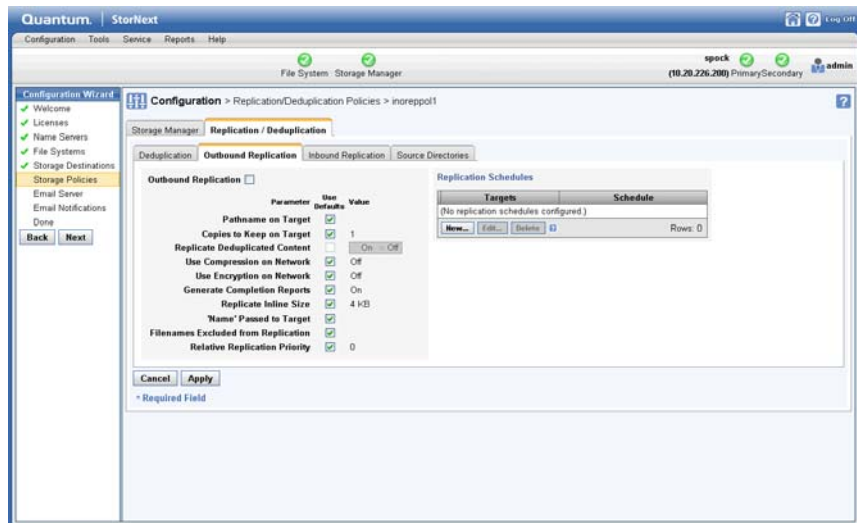 Quantum. StorNext
Log Off
Configuration Tools Service Reports Help
File System Storage Manager
spock
(10.20.226.200) Primary Secondary
admin
Configuration Wizard
Welcome
Licenses
Name Servers
File Systems
Storage Destinations
Storage Policies
Email Server
Email Notifications
Done
Back Next
Configuration > Replication/Deduplication Policies > inoreppol1
Storage Manager Replication / Deduplication
Deduplication Outbound Replication Inbound Replication Source Directories
Outbound Replication
Parameter Use Defaults Value
Pathname on Target
Copies to Keep on Target 1
Replicate Deduplicated Content On Off
Use Compression on Network Off
Use Encryption on Network Off
Generate Completion Reports On
Replicate Inline Size 4 KB
'Name' Passed to Target
Filenames Excluded from Replication
Relative Replication Priority 0
Replication Schedules
Targets Schedule
(No replication schedules configured.)
New... Edit... Delete Rows: 0
Cancel Apply
* Required Field